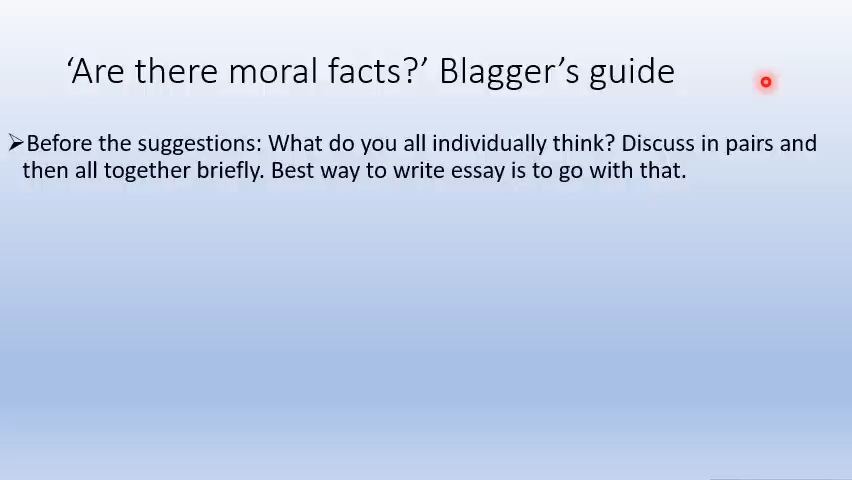 ‘Are there moral facts?’ Blagger’s guide
➢Before the suggestions: What do you all individually think? Discuss in pairs and
then all together briefly. Best way to write essay is to go with that.